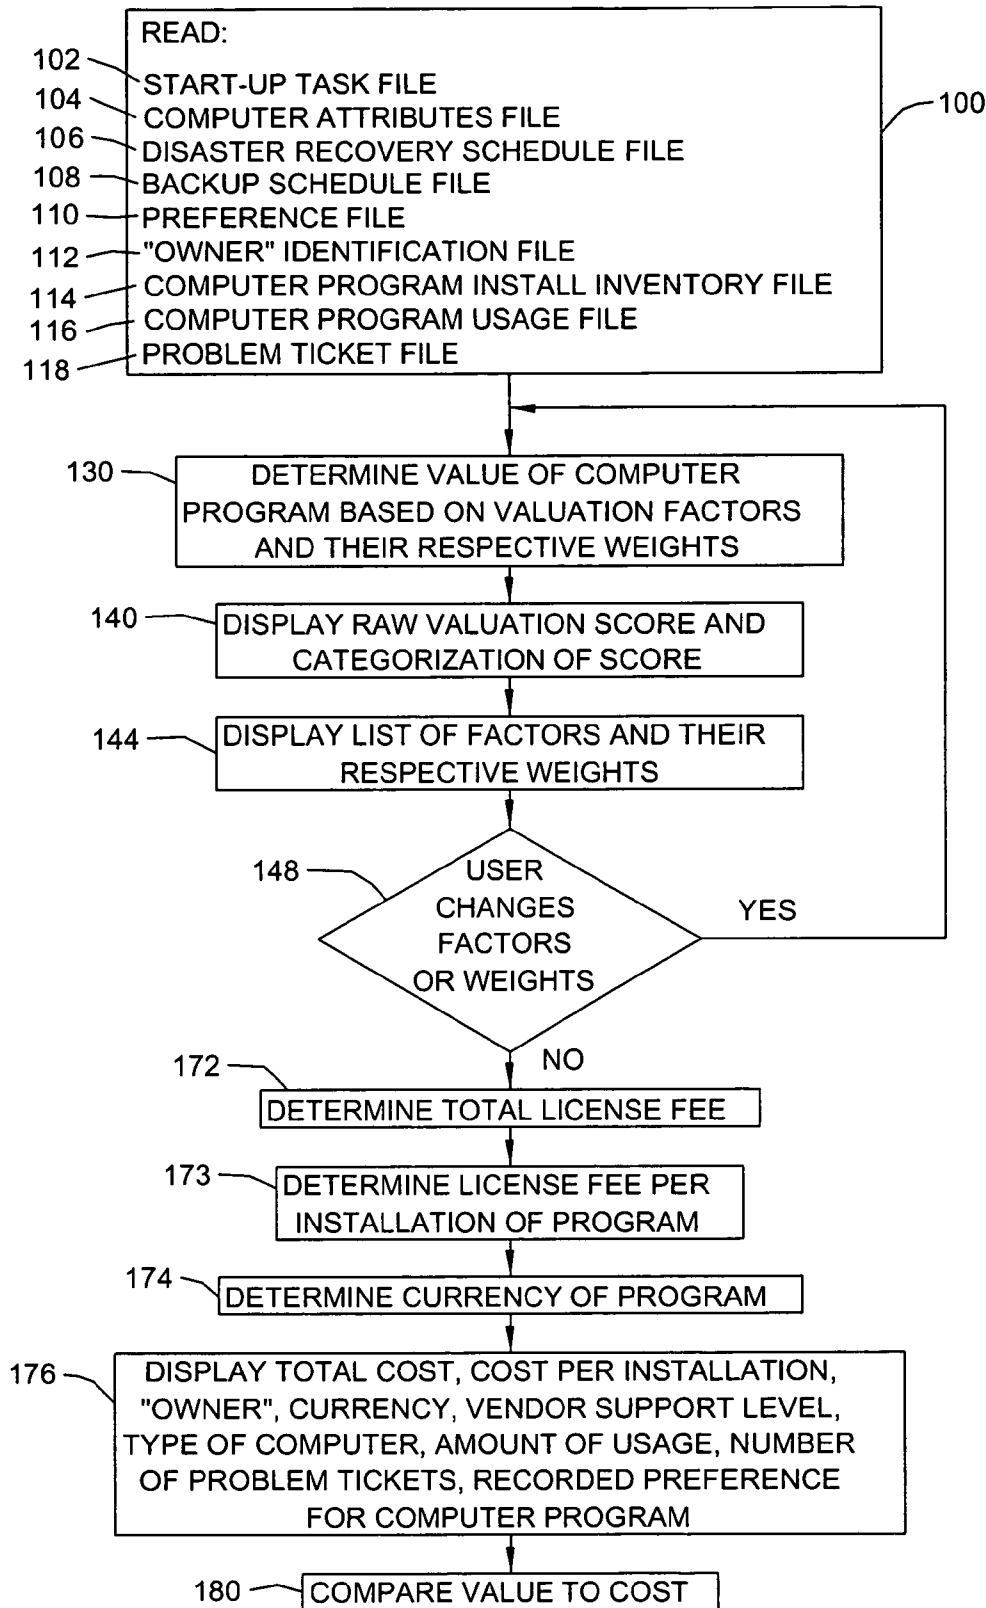 READ:
102
START-UP TASK FILE
104
COMPUTER ATTRIBUTES FILE
100
106
DISASTER RECOVERY SCHEDULE FILE
108
BACKUP SCHEDULE FILE
110
PREFERENCE FILE
112
"OWNER" IDENTIFICATION FILE
114
COMPUTER PROGRAM INSTALL INVENTORY FILE
116
COMPUTER PROGRAM USAGE FILE
118
PROBLEM TICKET FILE
130
DETERMINE VALUE OF COMPUTER
PROGRAM BASED ON VALUATION FACTORS
AND THEIR RESPECTIVE WEIGHTS
140
DISPLAY RAW VALUATION SCORE AND
CATEGORIZATION OF SCORE
144
DISPLAY LIST OF FACTORS AND THEIR
RESPECTIVE WEIGHTS
148
USER
CHANGES
FACTORS
OR WEIGHTS
YES
NO
172
DETERMINE TOTAL LICENSE FEE
173
DETERMINE LICENSE FEE PER
INSTALLATION OF PROGRAM
174
DETERMINE CURRENCY OF PROGRAM
176
DISPLAY TOTAL COST, COST PER INSTALLATION,
"OWNER", CURRENCY, VENDOR SUPPORT LEVEL,
TYPE OF COMPUTER, AMOUNT OF USAGE, NUMBER
OF PROBLEM TICKETS, RECORDED PREFERENCE
FOR COMPUTER PROGRAM
180
COMPARE VALUE TO COST